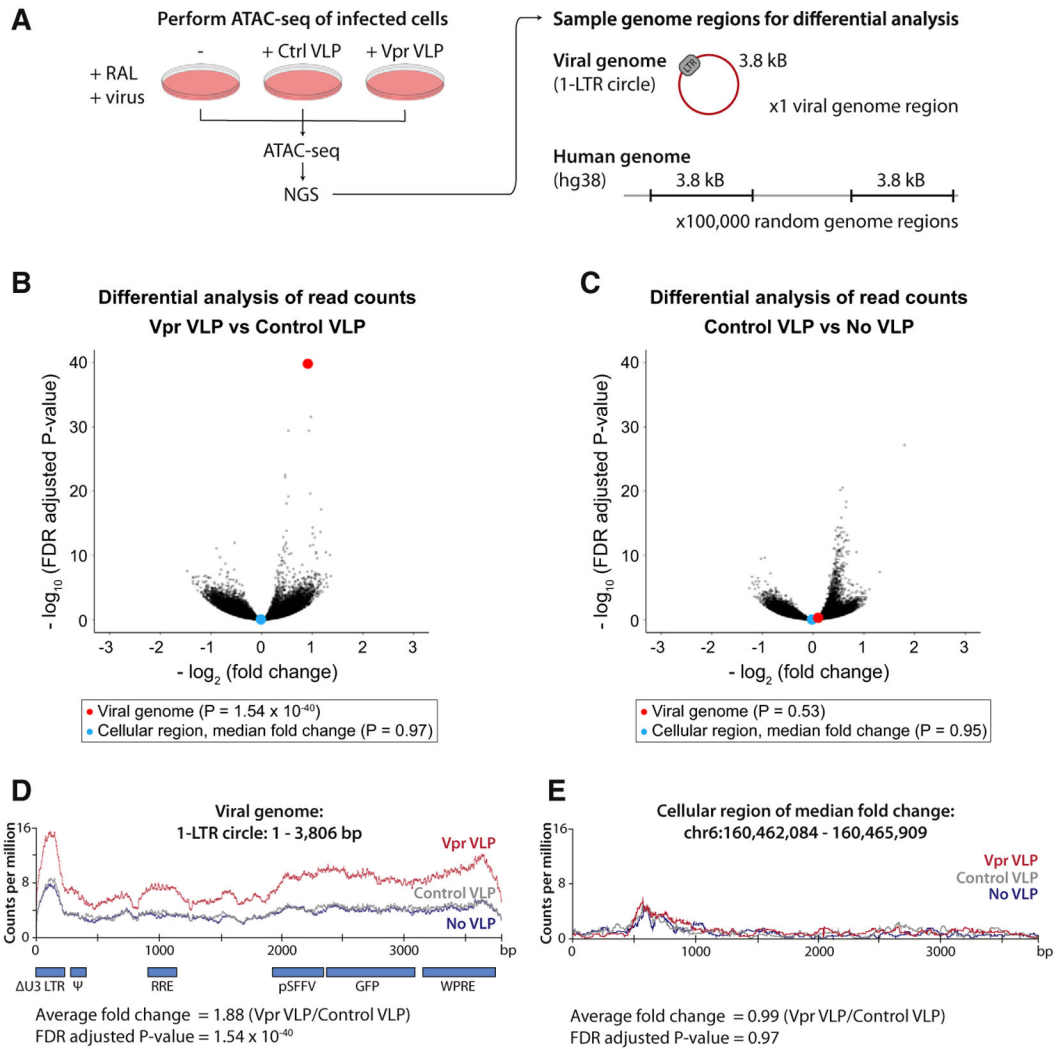 A
Perform ATAC-seq of infected cells
- + Ctrl VLP + Vpr VLP
+ RAL
+ virus
ATAC-seq
NGS
Sample genome regions for differential analysis
Viral genome
(1-LTR circle)
LTR
3.8 kB
x1 viral genome region
Human genome
(hg38)
3.8 kB 3.8 kB
x100,000 random genome regions
B
Differential analysis of read counts
Vpr VLP vs Control VLP
- log10 (FDR adjusted P-value)
40
30
20
10
0
-3 -2 -1 0 1 2 3
- log2 (fold change)
Viral genome (P = 1.54 x 10-40)
Cellular region, median fold change (P = 0.97)
C
Differential analysis of read counts
Control VLP vs No VLP
- log10 (FDR adjusted P-value)
40
30
20
10
0
-3 -2 -1 0 1 2 3
- log2 (fold change)
Viral genome (P = 0.53)
Cellular region, median fold change (P = 0.95)
D
Viral genome:
1-LTR circle: 1 - 3,806 bp
Counts per million
16
8
4
0
Vpr VLP
Control VLP
No VLP
0 1000 2000 3000 bp
ΔU3 LTR Ψ RRE pSFFV GFP WPRE
Average fold change = 1.88 (Vpr VLP/Control VLP)
FDR adjusted P-value = 1.54 x 10-40
E
Cellular region of median fold change:
chr6:160,462,084 - 160,465,909
Counts per million
16
8
0
Vpr VLP
Control VLP
No VLP
0 1000 2000 3000 bp
Average fold change = 0.99 (Vpr VLP/Control VLP)
FDR adjusted P-value = 0.97